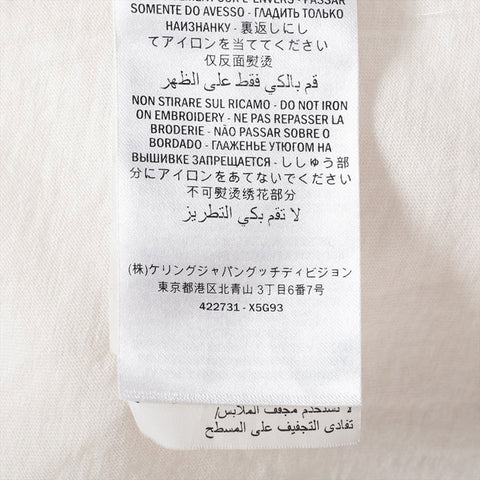 SOMENTE DO AVESSO - ГЛАДИТЬ ТОЛЬКО
НАИЗНАНКУ - 裏返しにし
てアイロンを当ててください
仅反面熨烫
قم بالكي فقط على الظهر
NON STIRARE SUL RICAMO - DO NOT IRON
ON EMBROIDERY - NE PAS REPASSER LA
BRODERIE - NÃO PASSAR SOBRE O
BORDADO - ГЛАЖЕНЬЕ УТЮГОМ НА
ВЫШИВКЕ ЗАПРЕЩАЕТСЯ - ししゅう部
分にアイロンをあてないでください
不可熨烫绣花部分
لا تقم بكي التطريز
(株)ケリングジャパングッチディビジョン
東京都港区北青山 3丁目6番7号
422731 - X5G93
لا تستخدم مجفف الملابس/
تفادى التجفيف على المسطح